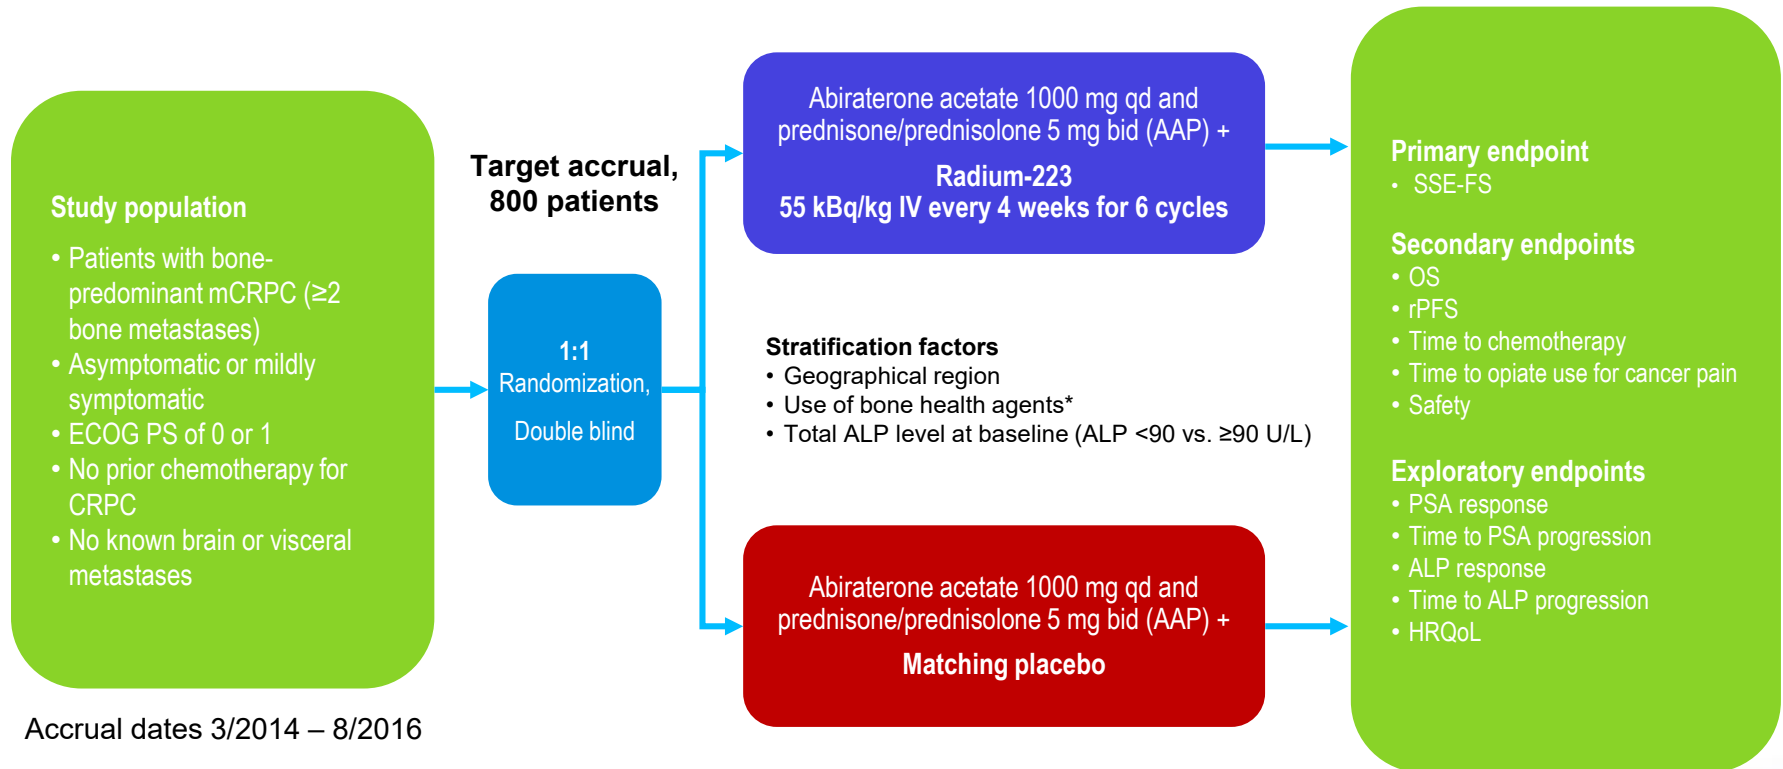 Study population
• Patients with bone-
predominant mCRPC (≥2
bone metastases)
• Asymptomatic or mildly
symptomatic
• ECOG PS of 0 or 1
• No prior chemotherapy for
CRPC
• No known brain or visceral
metastases
Accrual dates 3/2014 – 8/2016
Target accrual,
800 patients
1:1
Randomization,
Double blind
Abiraterone acetate 1000 mg qd and
prednisone/prednisolone 5 mg bid (AAP) +
Radium-223
55 kBq/kg IV every 4 weeks for 6 cycles
Stratification factors
• Geographical region
• Use of bone health agents*
• Total ALP level at baseline (ALP <90 vs. ≥90 U/L)
Abiraterone acetate 1000 mg qd and
prednisone/prednisolone 5 mg bid (AAP) +
Matching placebo
Primary endpoint
• SSE-FS
Secondary endpoints
• OS
• rPFS
• Time to chemotherapy
• Time to opiate use for cancer pain
• Safety
Exploratory endpoints
• PSA response
• Time to PSA progression
• ALP response
• Time to ALP progression
• HRQoL